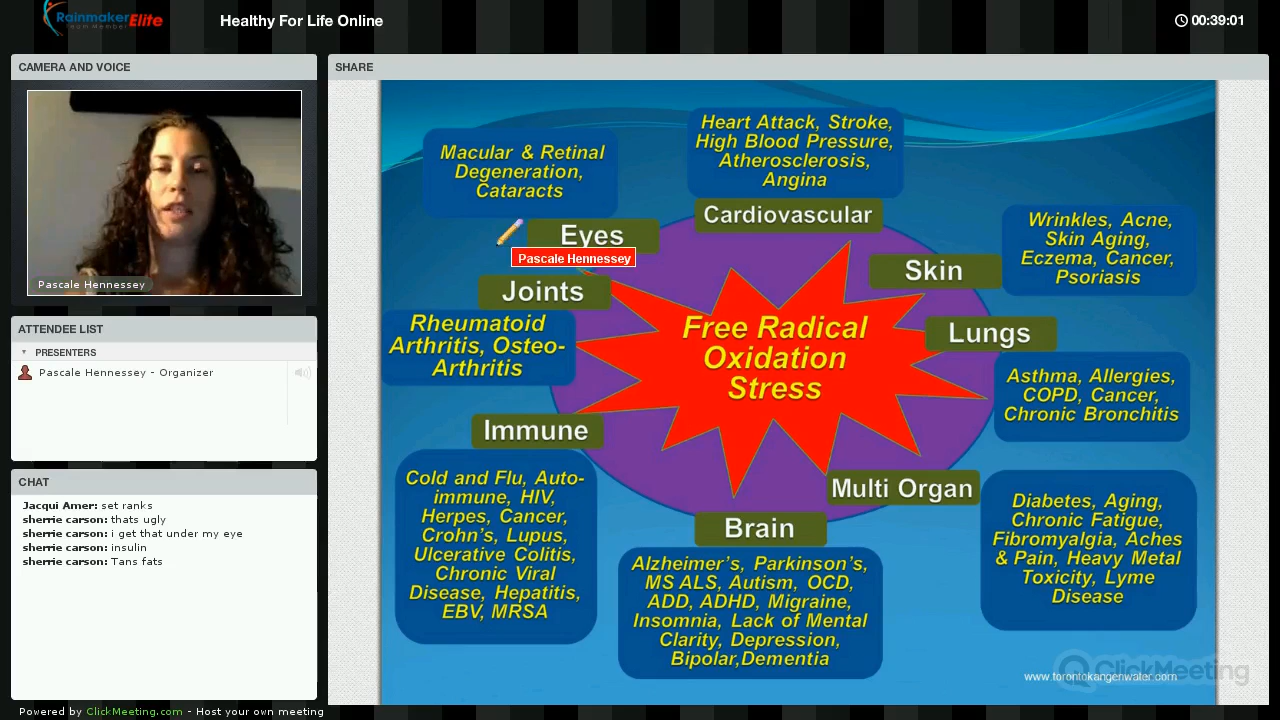 RainmakerElite
Team Member
Healthy For Life Online
00:39:01
CAMERA AND VOICE
Pascale Hennessey
ATTENDEE LIST
PRESENTERS
Pascale Hennessey - Organizer
CHAT
Jacqui Amer: set ranks
sherrie carson: thats ugly
sherrie carson: i get that under my eye
sherrie carson: insulin
sherrie carson: Tans fats
Powered by ClickMeeting.com - Host your own meeting
SHARE
Heart Attack, Stroke,
High Blood Pressure,
Atherosclerosis,
Angina
Cardiovascular
Macular & Retinal
Degeneration,
Cataracts
Eyes
Pascale Hennessey
Wrinkles, Acne,
Skin Aging,
Eczema, Cancer,
Psoriasis
Skin
Joints
Rheumatoid
Arthritis, Osteo-
Arthritis
Free Radical
Oxidation
Stress
Lungs
Asthma, Allergies,
COPD, Cancer,
Chronic Bronchitis
Immune
Cold and Flu, Auto-
immune, HIV,
Herpes, Cancer,
Crohn's, Lupus,
Ulcerative Colitis,
Chronic Viral
Disease, Hepatitis,
EBV, MRSA
Multi Organ
Diabetes, Aging,
Chronic Fatigue,
Fibromyalgia, Aches
& Pain, Heavy Metal
Toxicity, Lyme
Disease
Brain
Alzheimer's, Parkinson's,
MS ALS, Autism, OCD,
ADD, ADHD, Migraine,
Insomnia, Lack of Mental
Clarity, Depression,
Bipolar,Dementia
ClickMeeting
www.torontokangenwater.com